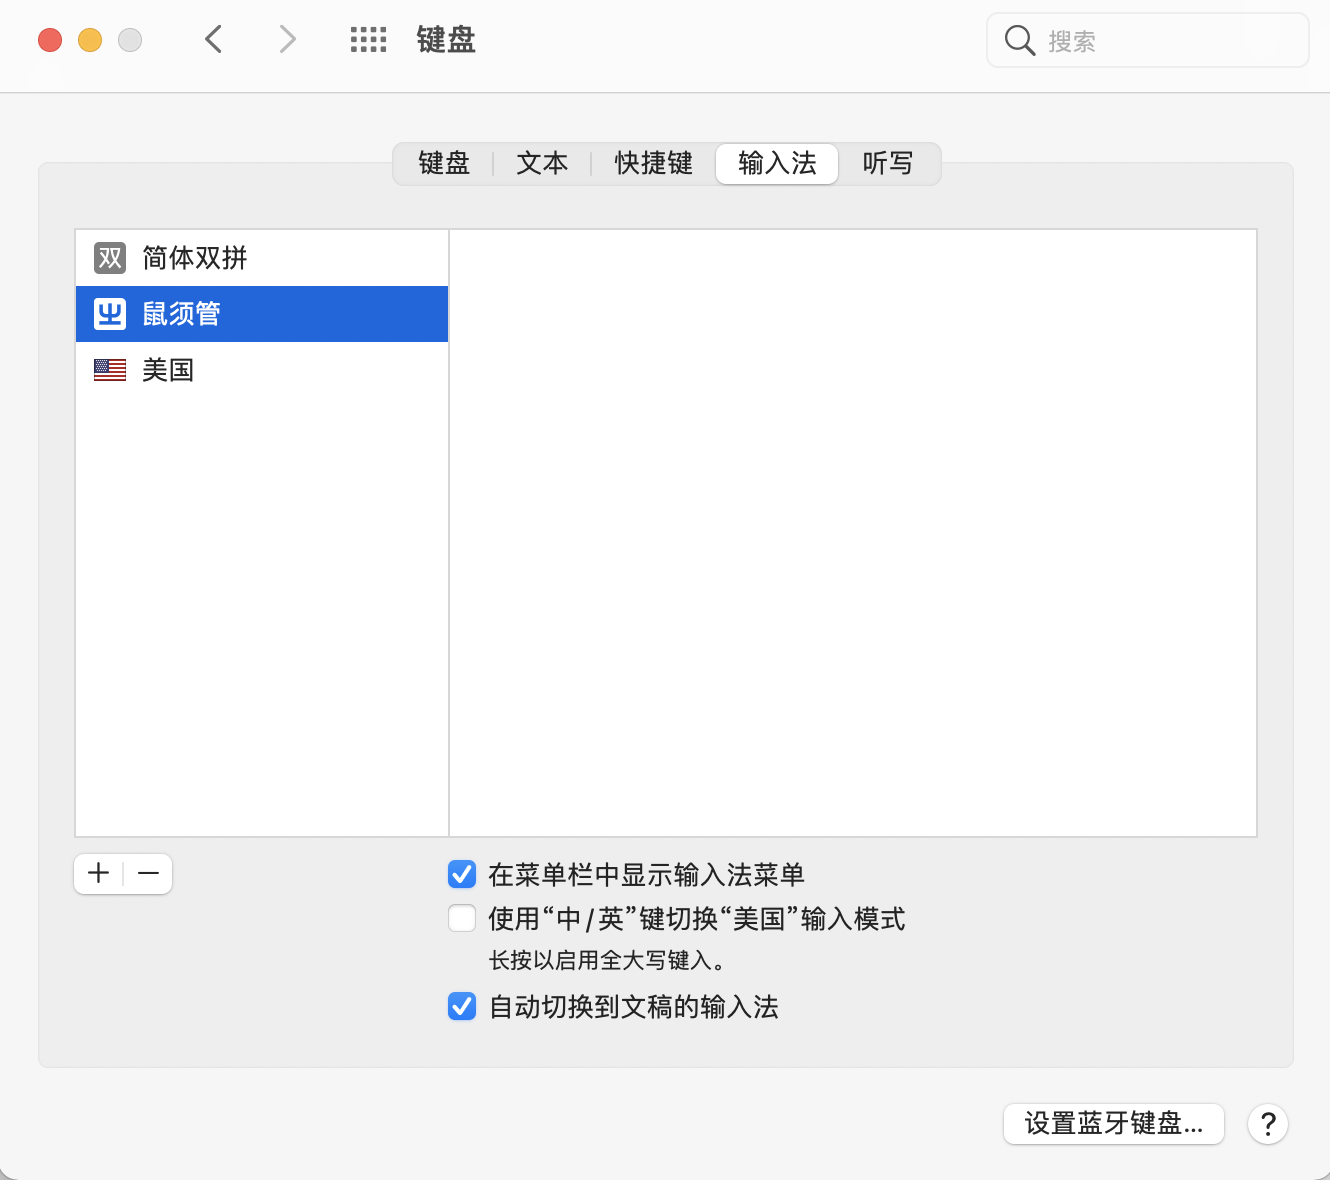 键盘
搜索
键盘 文本 快捷键 输入法 听写
双 简体双拼
鼠须管
美国
在菜单栏中显示输入法菜单
使用“中/英”键切换“美国”输入模式
长按以启用全大写键入。
自动切换到文稿的输入法
设置蓝牙键盘... ?